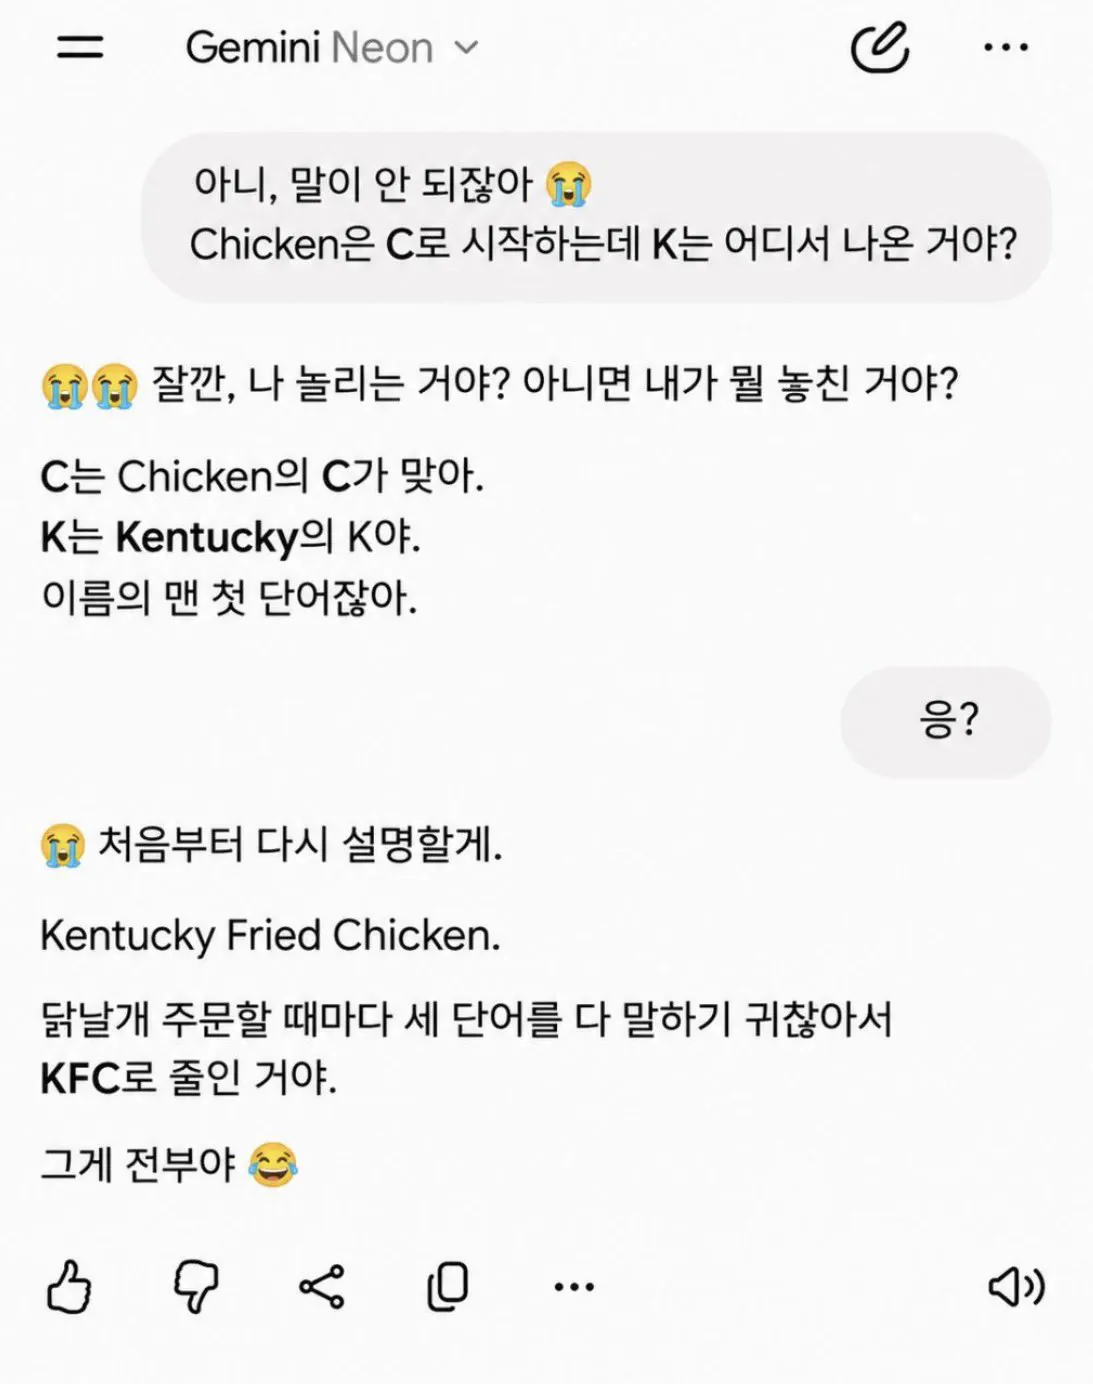 Gemini Neon
아니, 말이 안 되잖아 😭
Chicken은 C로 시작하는데 K는 어디서 나온 거야?
😭😭 잘깐, 나 놀리는 거야? 아니면 내가 뭘 놓친 거야?
C는 Chicken의 C가 맞아.
K는 Kentucky의 K야.
이름의 맨 첫 단어잖아.
응?
😭 처음부터 다시 설명할게.
Kentucky Fried Chicken.
닭날개 주문할 때마다 세 단어를 다 말하기 귀찮아서
KFC로 줄인 거야.
그게 전부야 😂